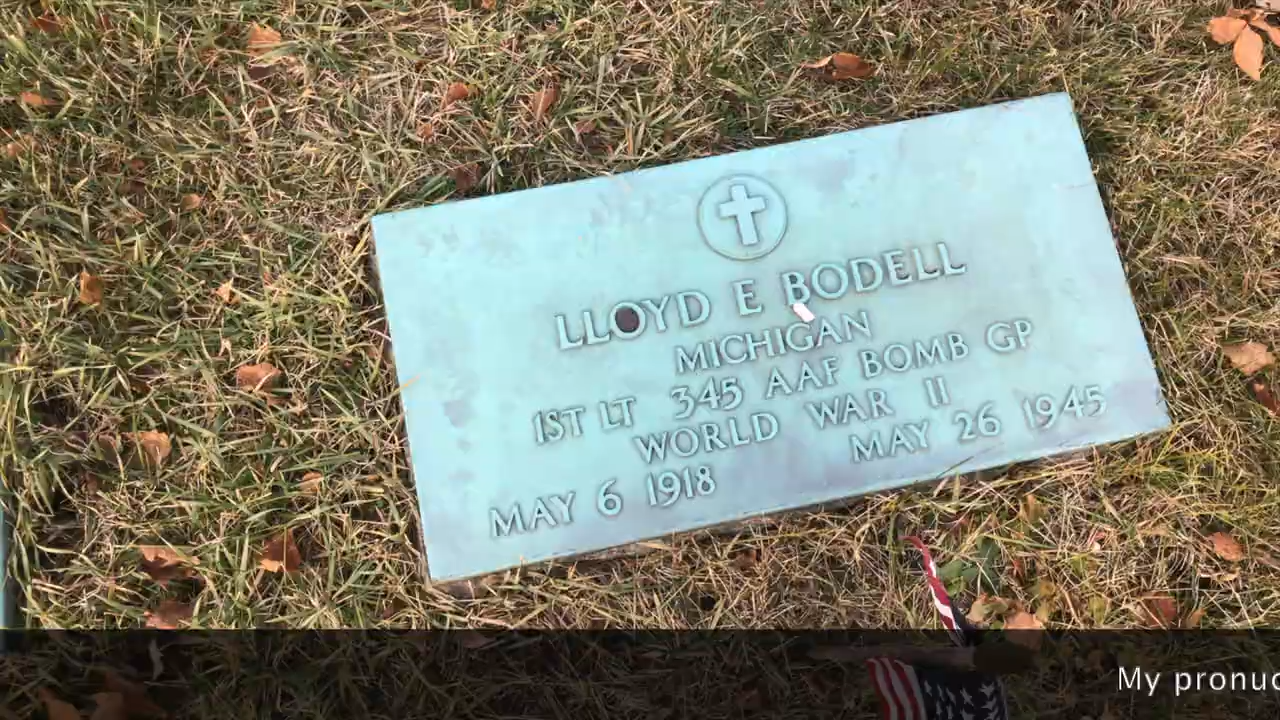 LLOYD E BODELL
MICHIGAN
1ST LT 345 AAF BOMB GP
WORLD WAR II
MAY 6 1918 MAY 26 1945
My pronuc